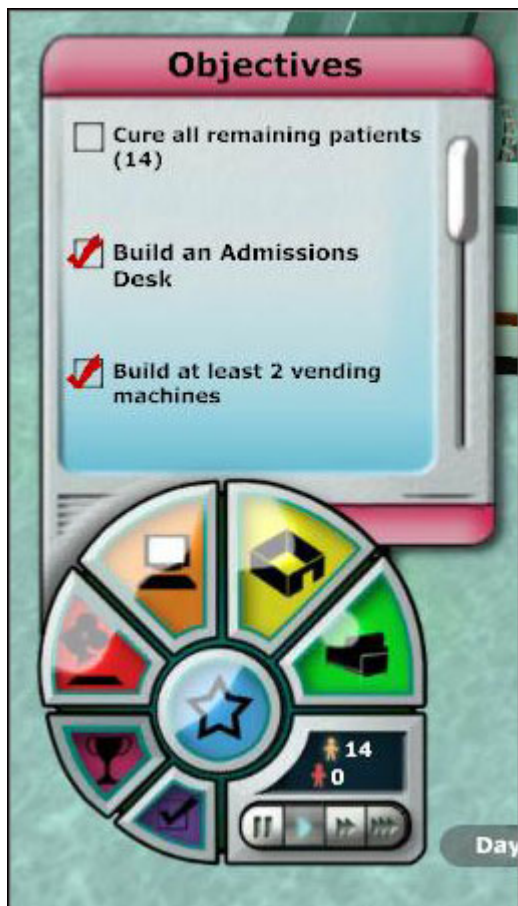 Objectives
Cure all remaining patients
(14)
Build an Admissions
Desk
Build at least 2 vending
machines
14
0
Day